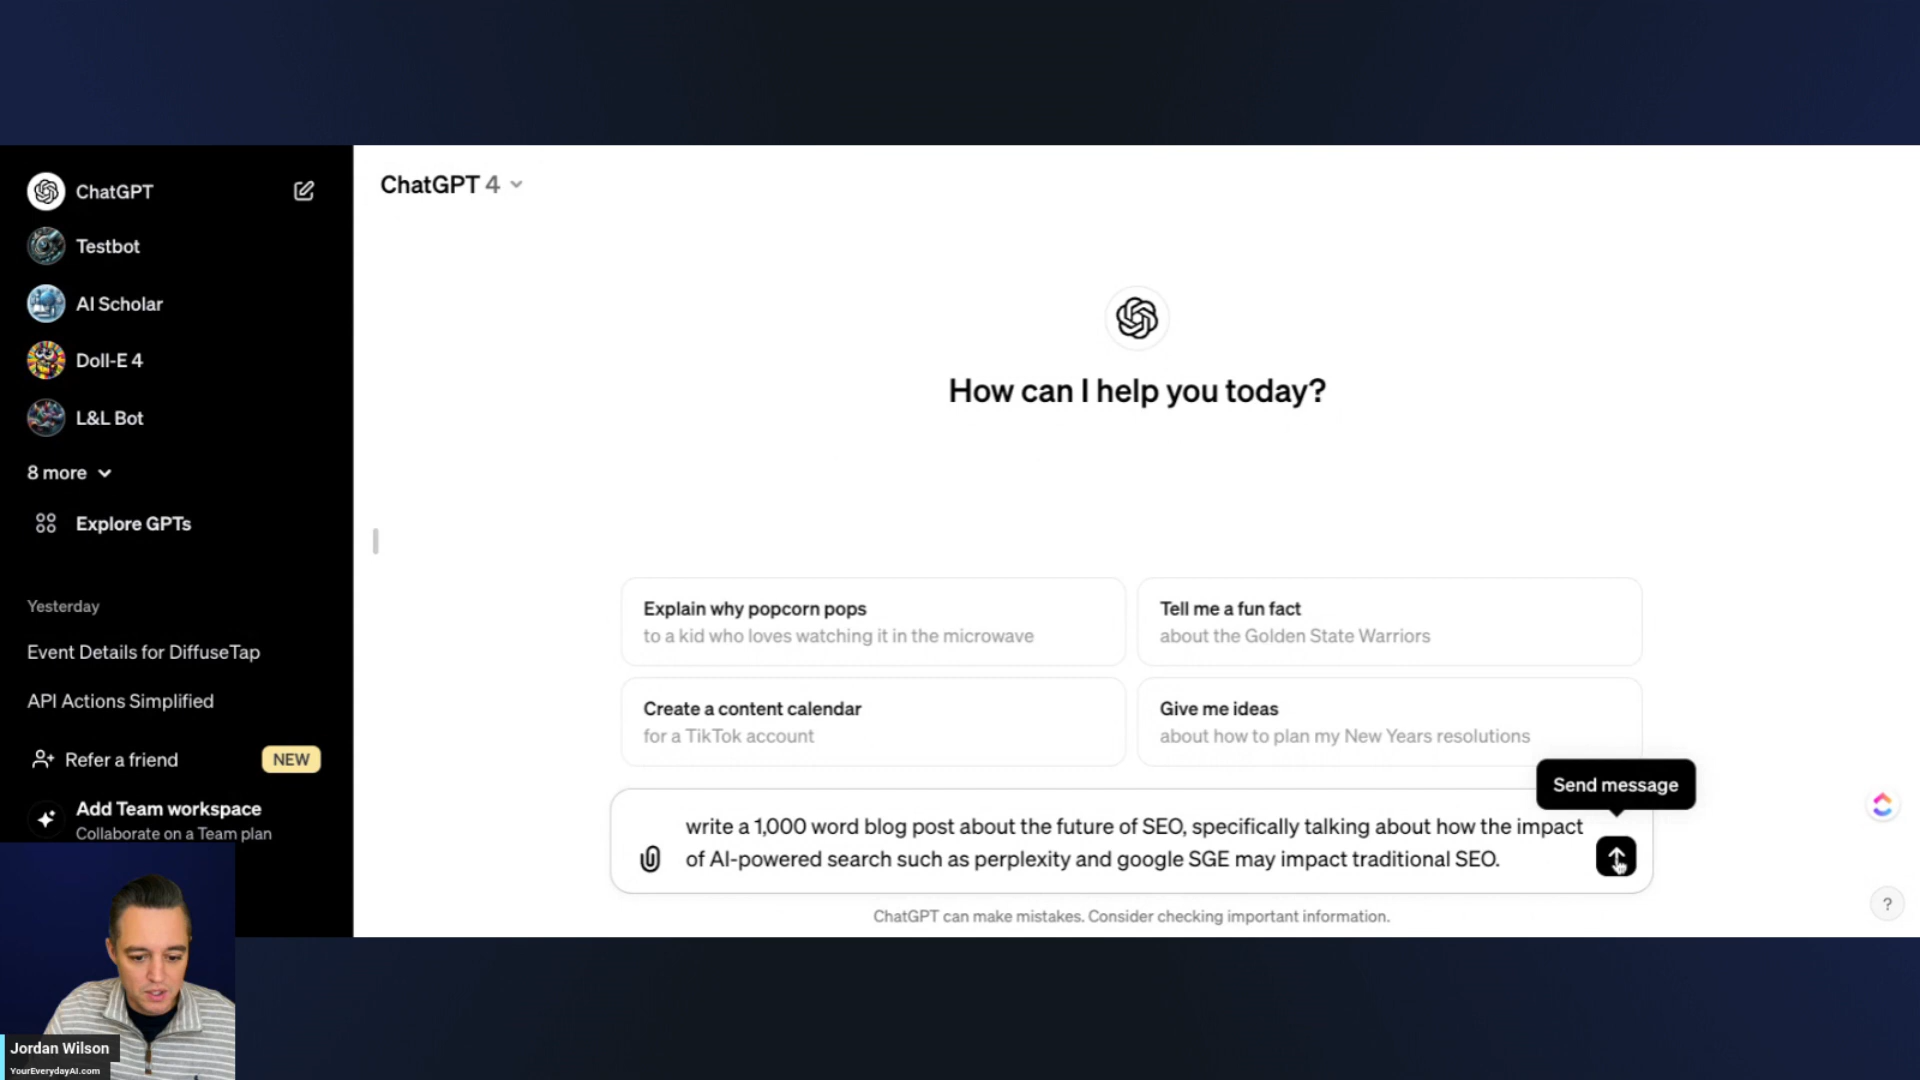 ChatGPT
Testbot
AI Scholar
Doll-E 4
L&L Bot
8 more
Explore GPTs
Yesterday
Event Details for DiffuseTap
API Actions Simplified
Refer a friend
NEW
Add Team workspace
Collaborate on a Team plan
ChatGPT 4
How can I help you today?
Explain why popcorn pops
to a kid who loves watching it in the microwave
Tell me a fun fact
about the Golden State Warriors
Create a content calendar
for a TikTok account
Give me ideas
about how to plan my New Years resolutions
Send message
write a 1,000 word blog post about the future of SEO, specifically talking about how the impact
of AI-powered search such as perplexity and google SGE may impact traditional SEO.
ChatGPT can make mistakes. Consider checking important information.
?
Jordan Wilson
YourEverydayAI.com